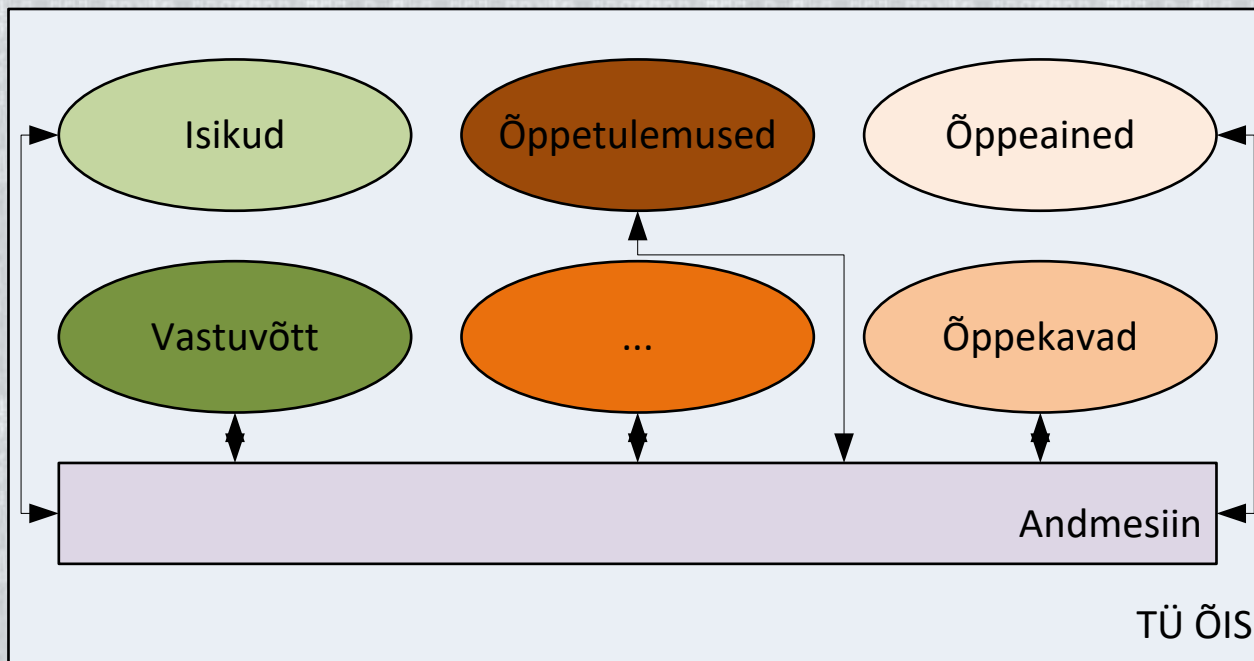 Isikud
Õppetulemused
Õppeained
Vastuvõtt
...
Õppekavad
Andmesiin
TÜ ÕIS